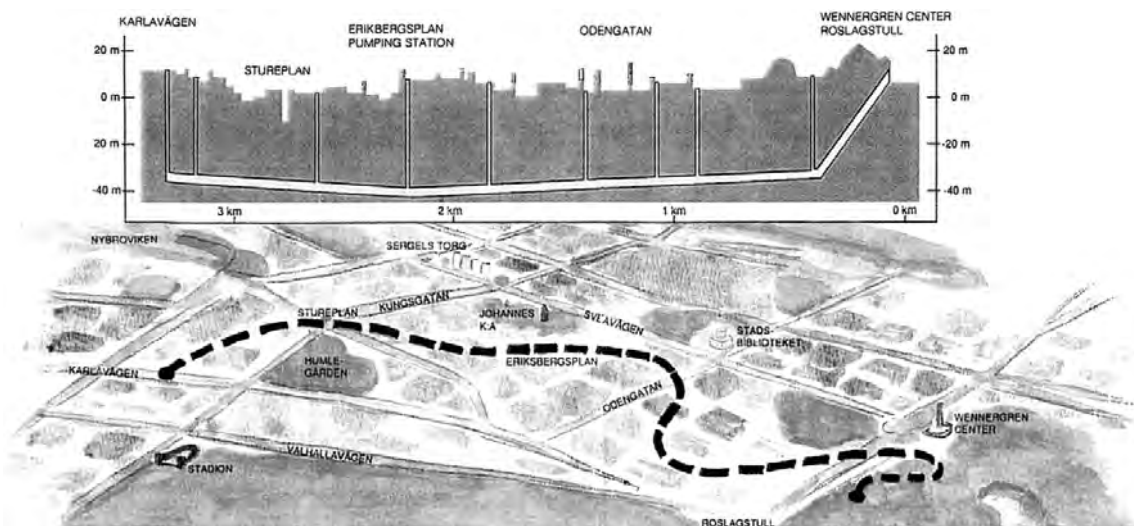 KARLAVÄGEN
ERIKBERGSPLAN
PUMPING STATION
ODENGATAN
WENNERGREN CENTER
ROSLAGSTULL
STUREPLAN
20 m
0 m
-20 m
-40 m
20 m
0 m
-20 m
-40 m
3 km
2 km
1 km
0 km
NYBROVIKEN
SERGELS TORG
KUNGSGATAN
STUREPLAN
JOHANNES
K:A
SVEAVÄGEN
STADS-
BIBLIOTEKET
KARLAVÄGEN
HUMLE-
GÅRDEN
ERIKSBERGSPLAN
ODENGATAN
WENNERGREN
CENTER
VALHALLAVÄGEN
STADION
ROSLAGSTULL